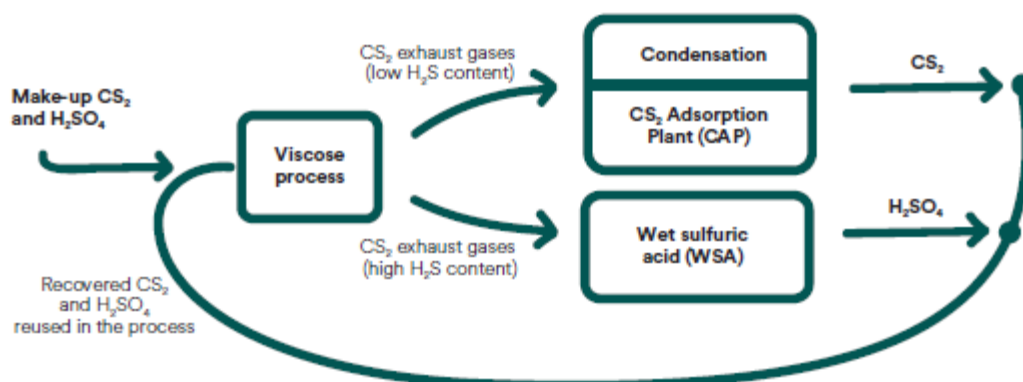 CS₂ exhaust gases
(low H₂S content)
Condensation
CS₂
Make-up CS₂
and H₂SO₄
CS₂ Adsorption
Plant (CAP)
Viscose
process
H₂SO₄
Wet sulfuric
acid (WSA)
CS₂ exhaust gases
(high H₂S content)
Recovered CS₂
and H₂SO₄
reused in the process